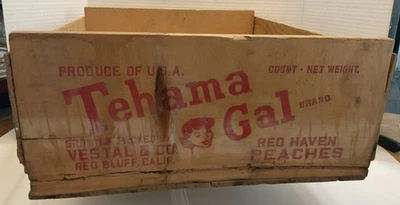 PRODUCE OF U.S.A.
COUNT - NET WEIGHT.
Tehama
Gal
BRAND
VESTAL & CO.
RED BLUFF, CALIF.
RED HAVEN
PEACHES